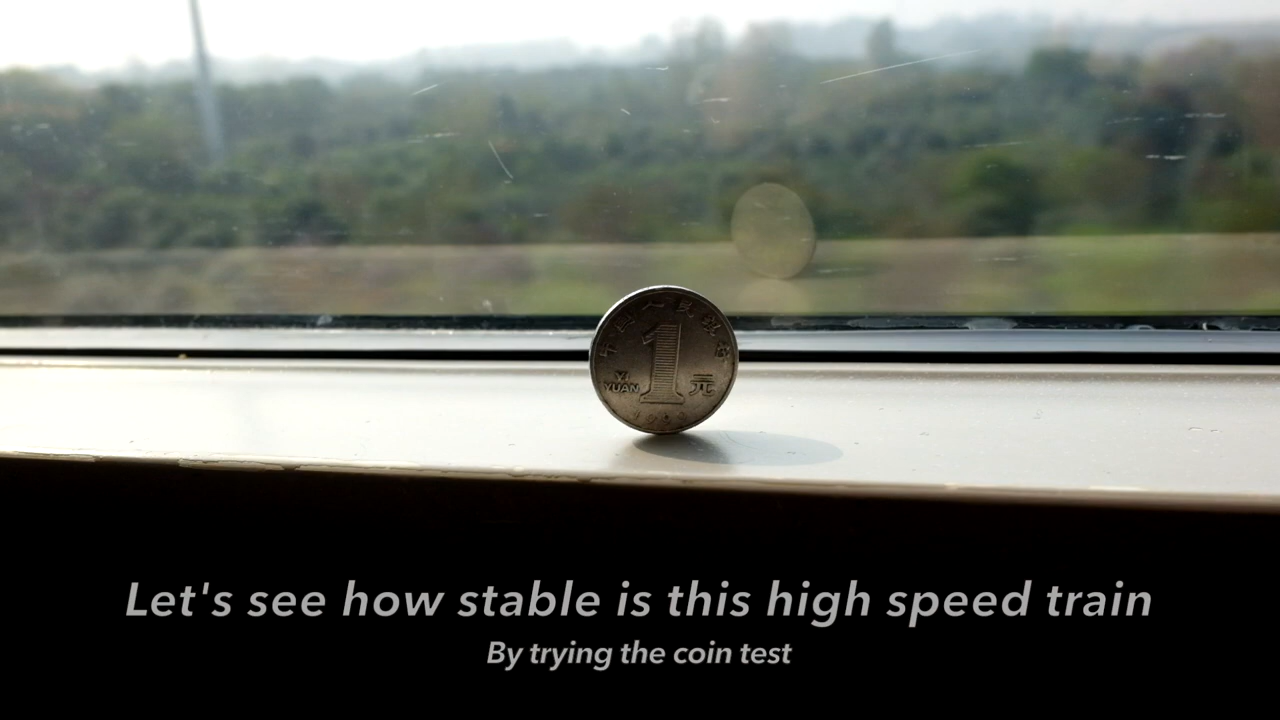 中国人民银行
YI
YUAN
1
元
Let's see how stable is this high speed train
By trying the coin test